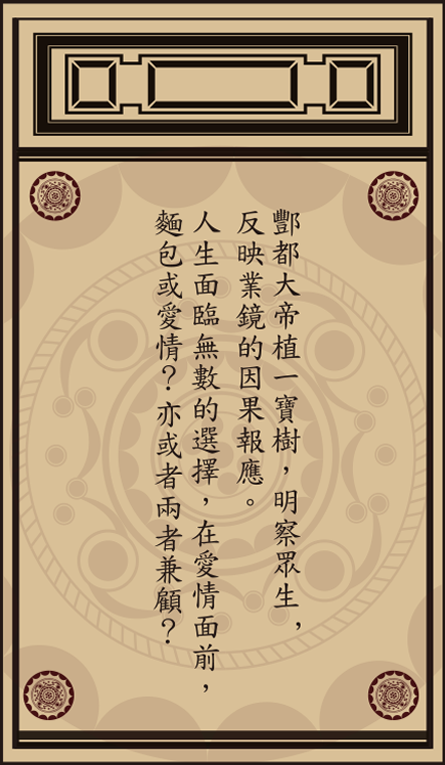 酆都大帝植一寶樹，明察眾生，
反映業鏡的因果報應。
人生面臨無數的選擇，在愛情面前，
麵包或愛情？亦或者兩者兼顧？